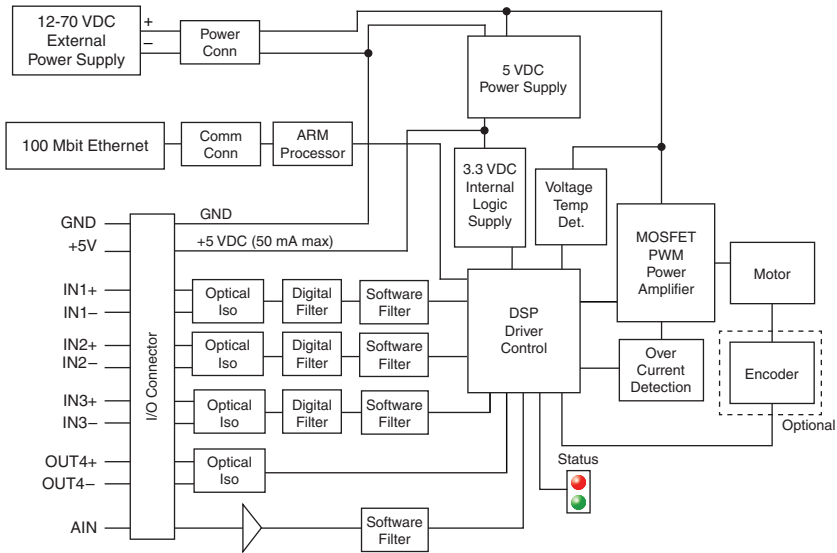 12-70 VDC
External
Power Supply
+
–
Power
Conn
5 VDC
Power Supply
100 Mbit Ethernet
Comm
Conn
ARM
Processor
3.3 VDC
Internal
Logic
Supply
Voltage
Temp
Det.
MOSFET
PWM
Power
Amplifier
Motor
GND
+5V
IN1+
IN1–
IN2+
IN2–
IN3+
IN3–
OUT4+
OUT4–
AIN
I/O Connector
GND
+5 VDC (50 mA max)
Optical
Iso
Digital
Filter
Software
Filter
Optical
Iso
Digital
Filter
Software
Filter
Optical
Iso
Digital
Filter
Software
Filter
Optical
Iso
Software
Filter
DSP
Driver
Control
Over
Current
Detection
Encoder
Optional
Status